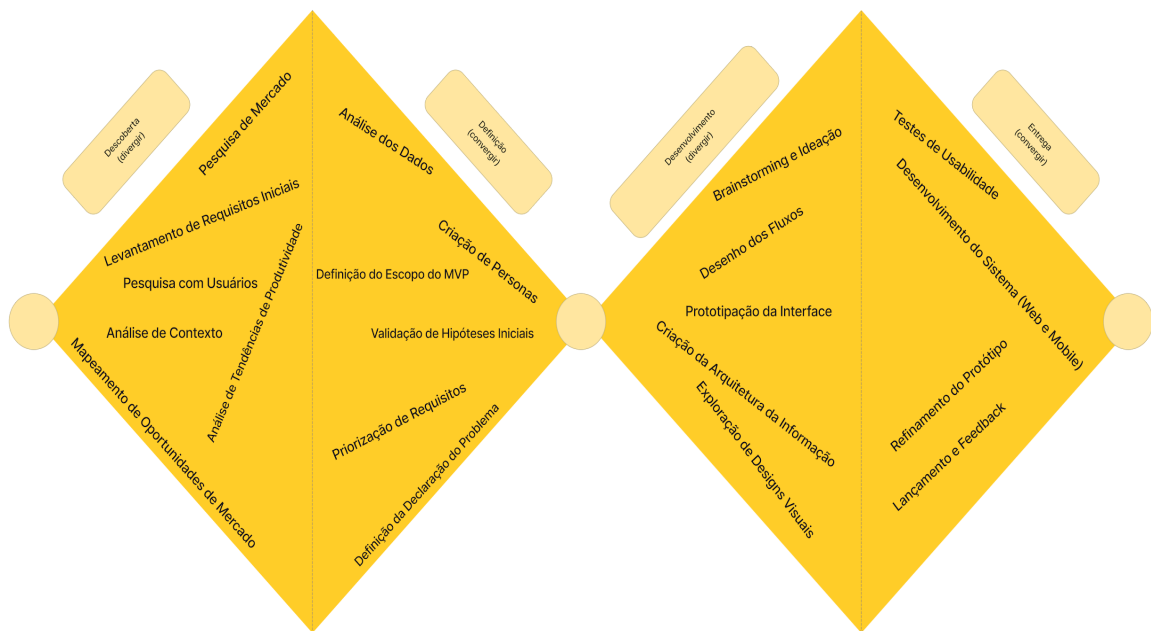 Descoberta
(divergir)
Pesquisa de Mercado
Levantamento de Requisitos Iniciais
Pesquisa com Usuários
Análise de Contexto
Análise de Tendências de Produtividade
Mapeamento de Oportunidades de Mercado
Definição
(convergir)
Análise dos Dados
Criação de Personas
Definição do Escopo do MVP
Validação de Hipóteses Iniciais
Priorização de Requisitos
Definição da Declaração do Problema
Desenvolvimento
(divergir)
Brainstorming e Ideação
Desenho dos Fluxos
Prototipação da Interface
Criação da Arquitetura da Informação
Exploração de Designs Visuais
Entrega
(convergir)
Testes de Usabilidade
Desenvolvimento do Sistema (Web e Mobile)
Refinamento do Protótipo
Lançamento e Feedback